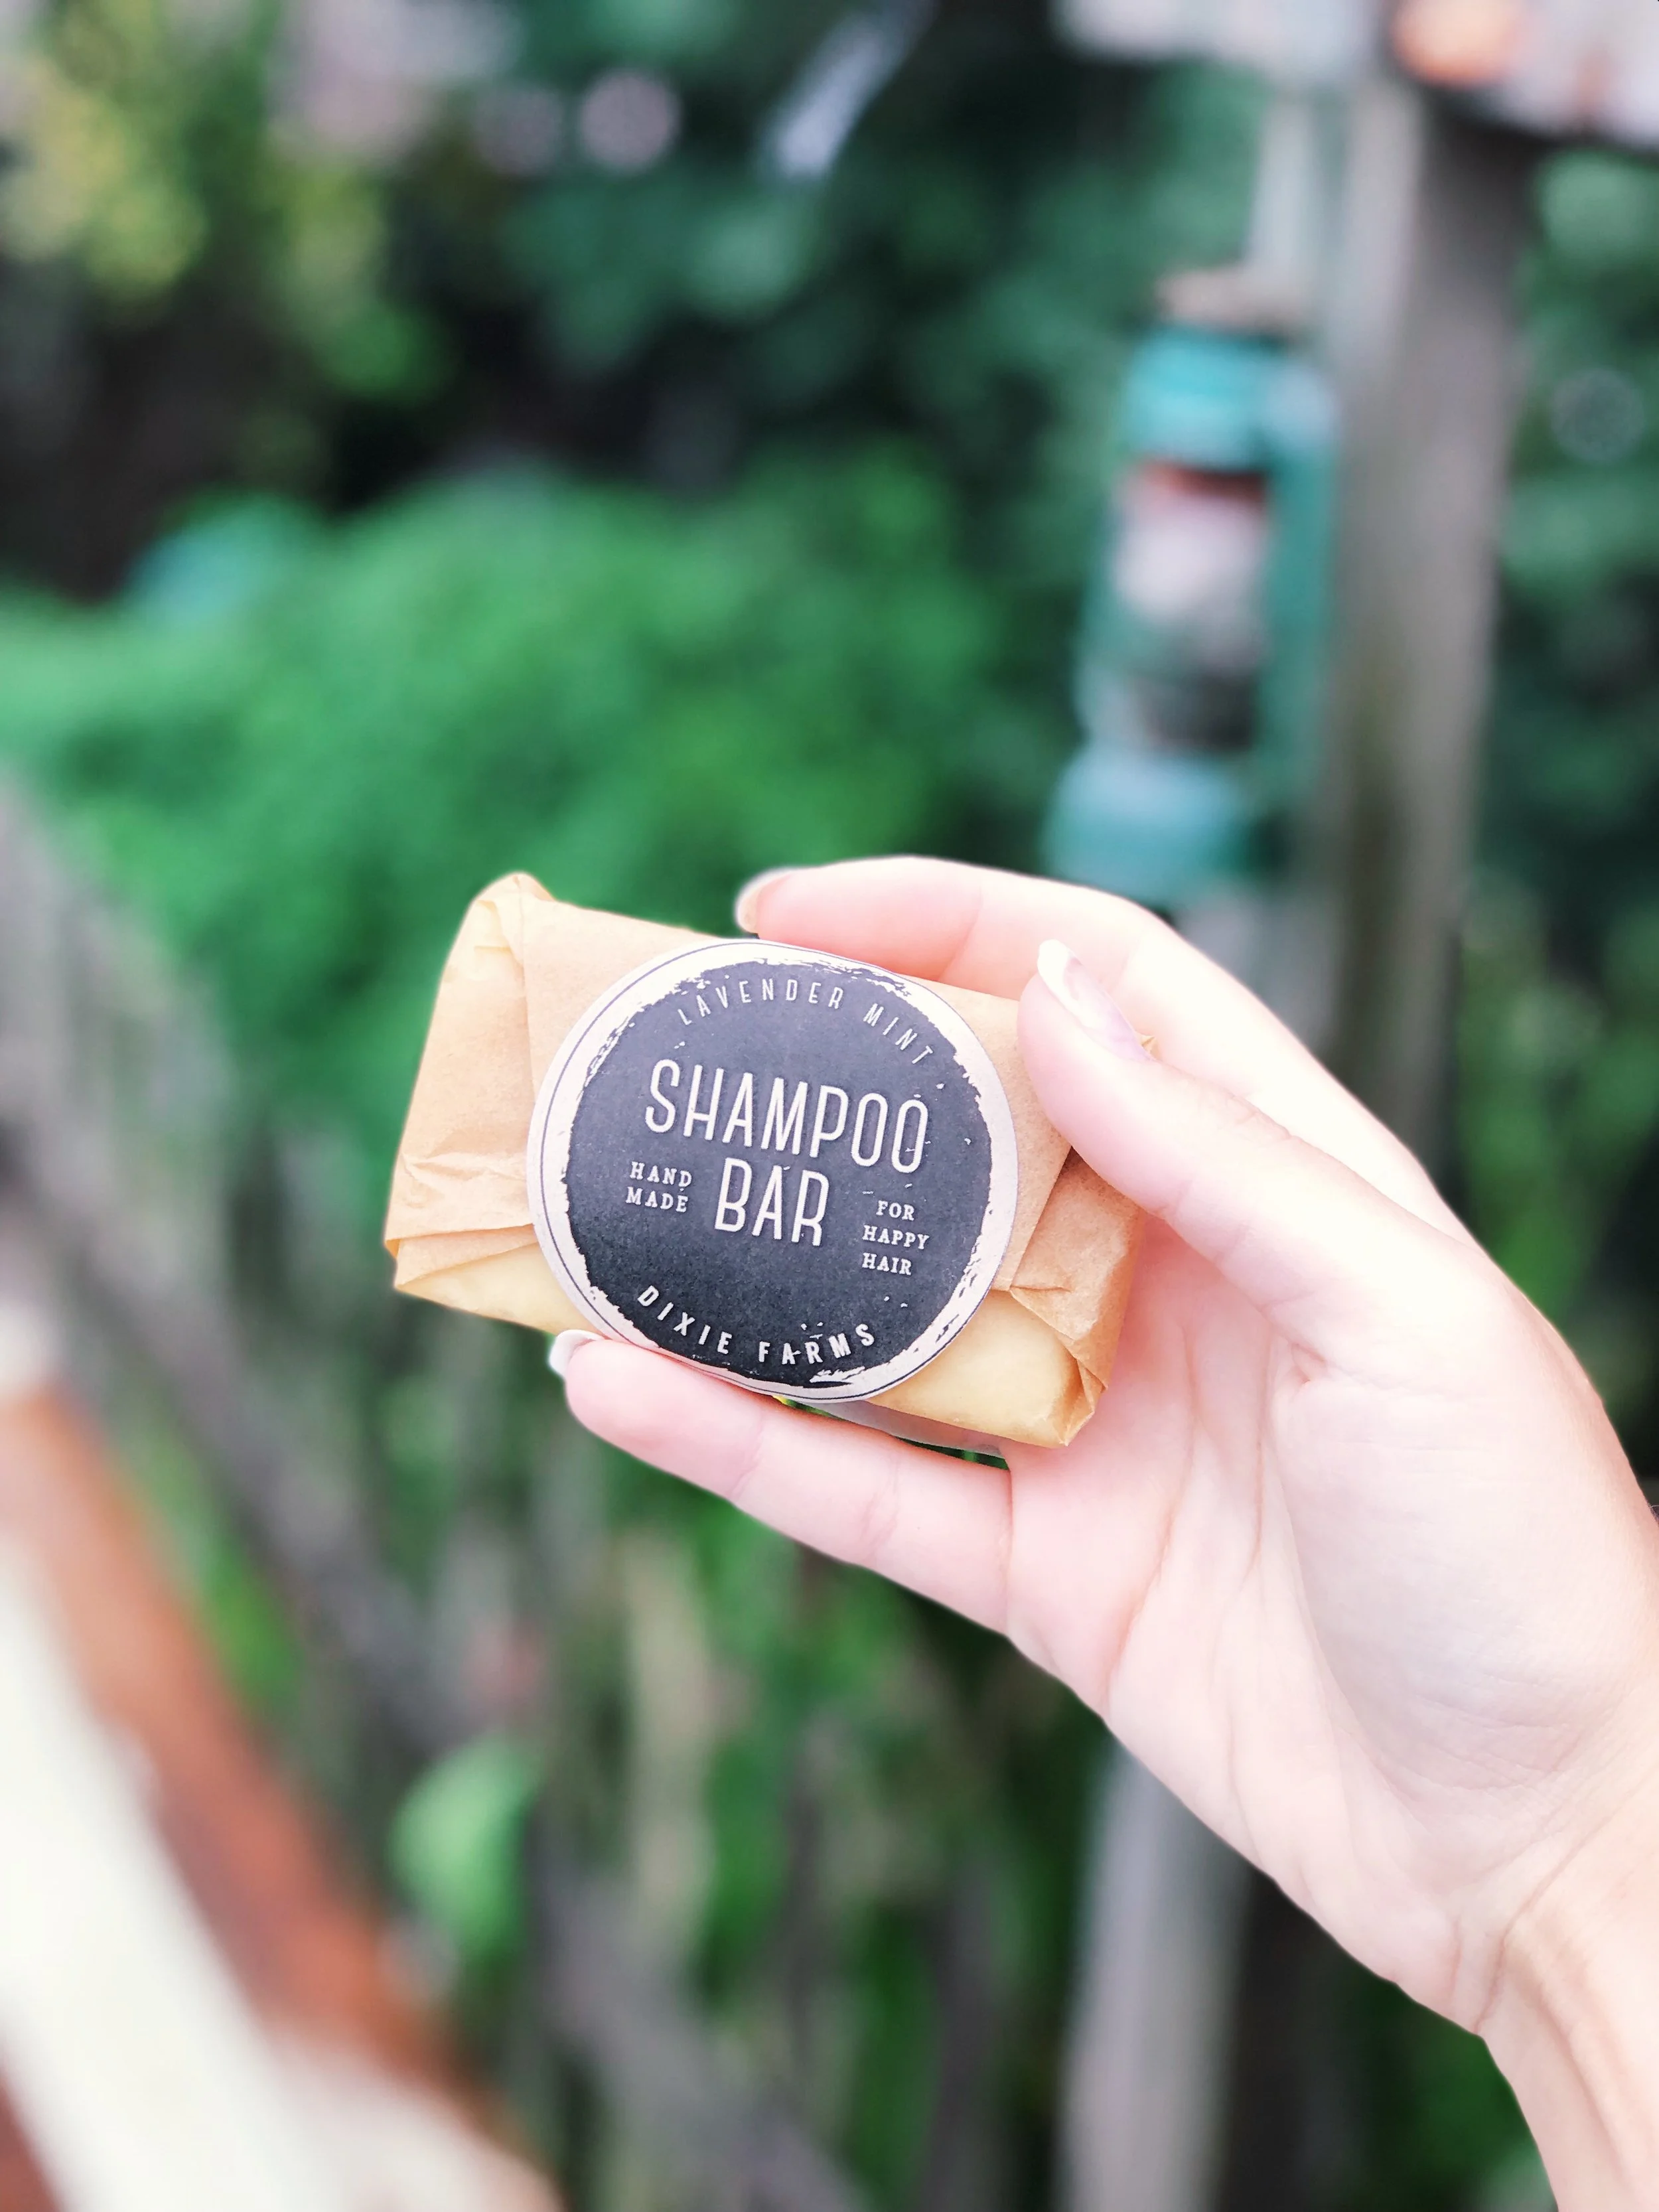 LAVENDER MINT
SHAMPOO
BAR
HAND
MADE
FOR
HAPPY
HAIR
DIXIE FARMS